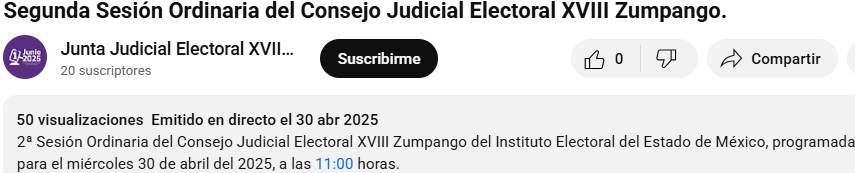 Segunda Sesión Ordinaria del Consejo Judicial Electoral XVIII Zumpango.
Junio
2025
Junta Judicial Electoral XVII...
20 suscriptores
Suscribirme
0
Compartir
50 visualizaciones Emitido en directo el 30 abr 2025
2ª Sesión Ordinaria del Consejo Judicial Electoral XVIII Zumpango del Instituto Electoral del Estado de México, programada
para el miércoles 30 de abril del 2025, a las 11:00 horas.